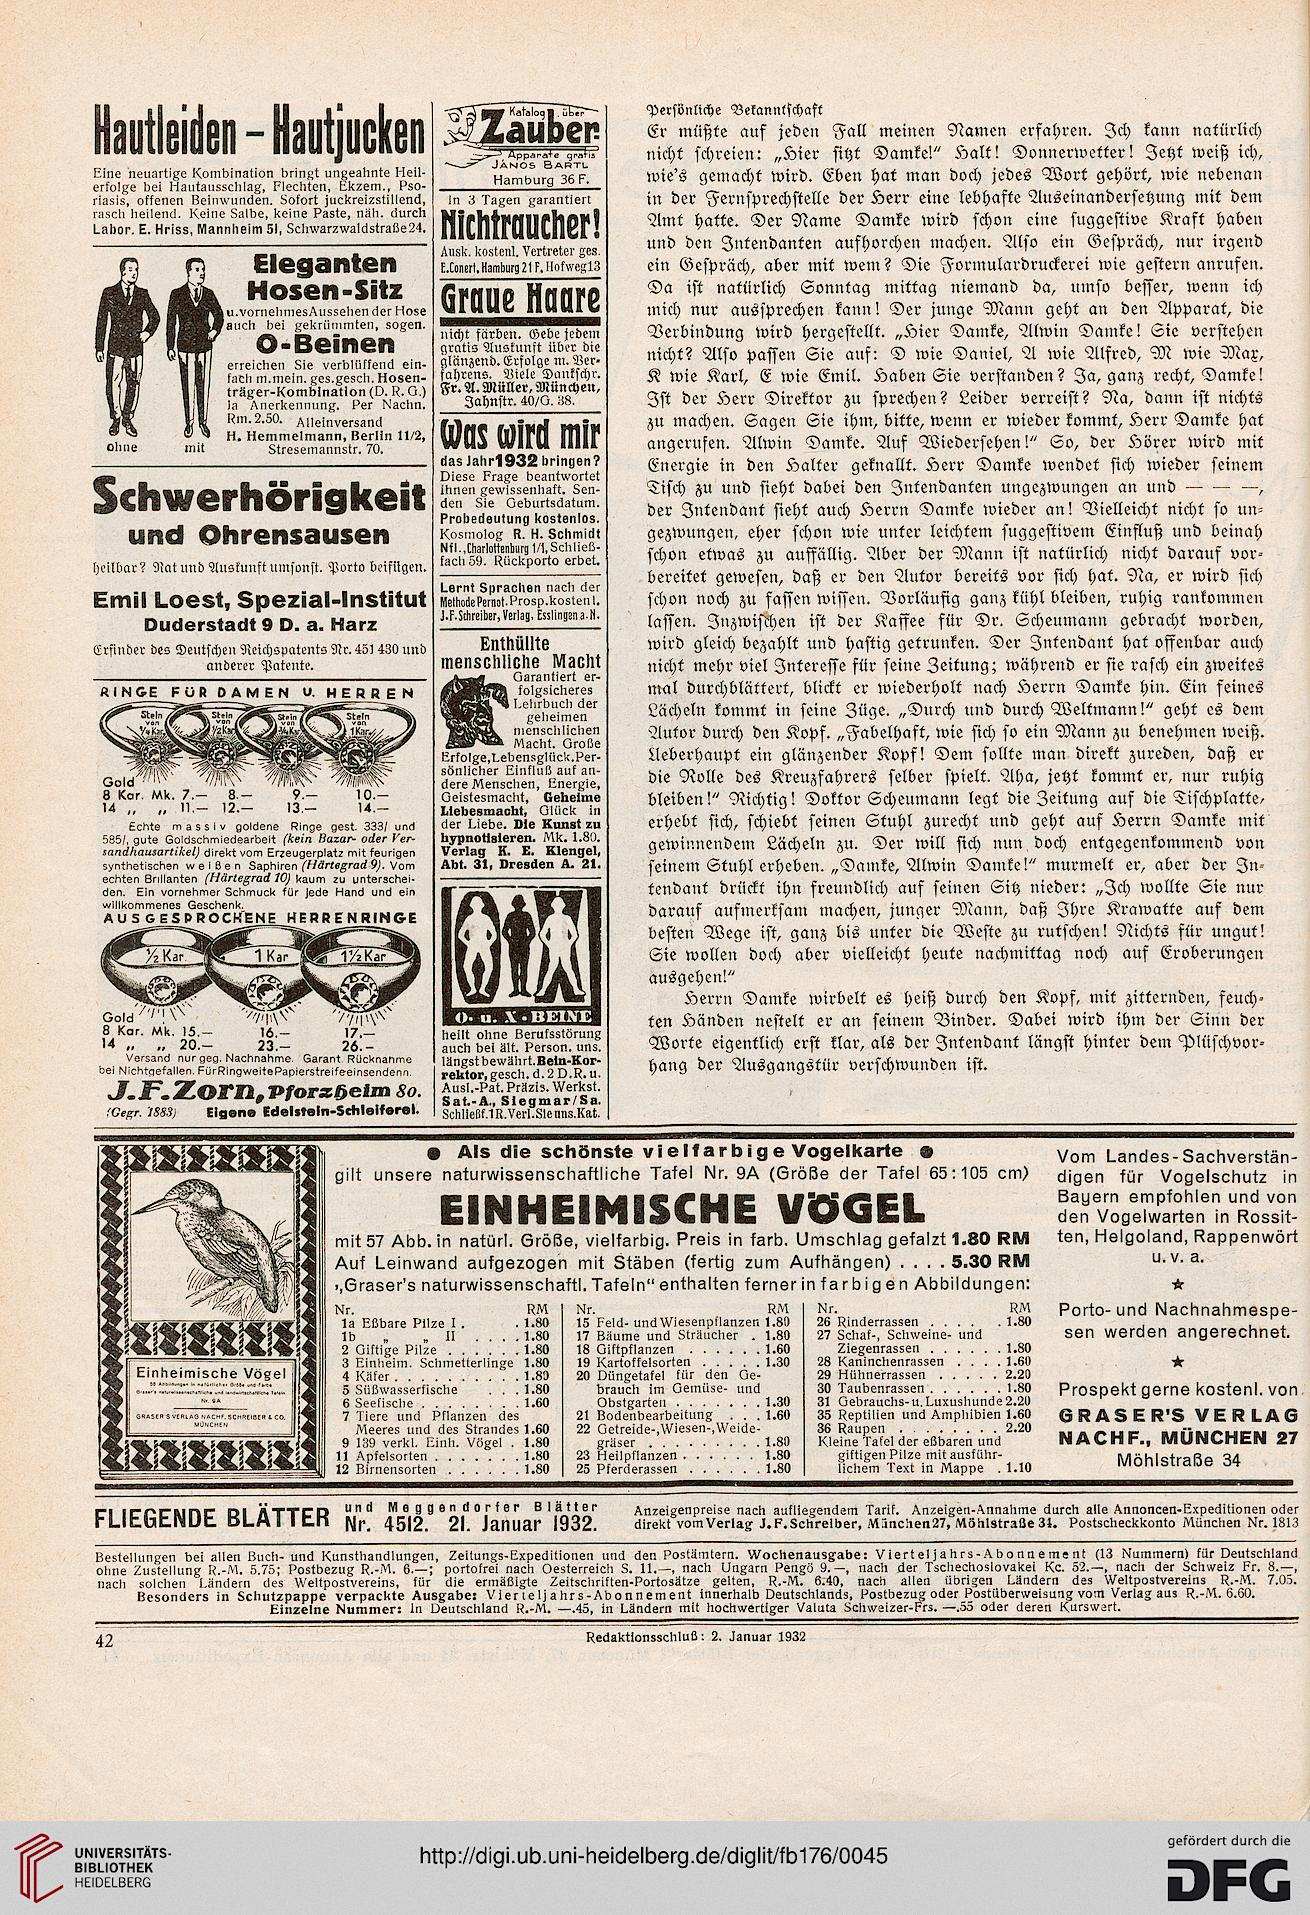 Hautleiden – Hautjucken
Eine neuartige Kombination bringt ungeahnte Heil-
erfolge bei Hautausschlag, Flechten, Ekzem., Pso-
riasis, offenen Beinwunden. Sofort juckreizstillend,
rasch heilend. Keine Salbe, keine Paste, näh. durch
Labor. E. Hriss, Mannheim 51, Schwarzwaldstraße 24.
Eleganten
Hosen-Sitz
u. vornehmes Aussehen der Hose
auch bei gekrümmten, sogen.
O-Beinen
erreichen Sie verblüffend ein-
fach m. mein. ges. gesch. Hosen-
träger-Kombination (D. R. G.)
Ia Anerkennung. Per Nachn.
Rm. 2.50. Alleinversand
H. Hemmelmann, Berlin 11/2,
Stresemannstr. 70.
ohne mit
Schwerhörigkeit
und Ohrensausen
heilbar? Rat und Auskunft umsonst. Porto beifügen.
Emil Loest, Spezial-Institut
Duderstadt 9 D. a. Harz
Erfinder des Deutschen Reichspatents Nr. 451 430 und
anderer Patente.
RINGE FÜR DAMEN U. HERREN
Stein von ¼ Kar. Stein von ½ Kar. Stein von ¾ Kar. Stein von 1 Kar.
Gold
8 Kar. Mk. 7.— 8.— 9.— 10.—
14 „ „ 11.— 12.— 13.— 14.—
Echte massiv goldene Ringe gest. 333/ und
585/, gute Goldschmiedearbeit (kein Bazar- oder Ver-
sandhausartikel) direkt vom Erzeugerplatz mit feurigen
synthetischen weißen Saphiren (Härtegrad 9). Vom
echten Brillanten (Härtegrad 10) kaum zu unterschei-
den. Ein vornehmer Schmuck für jede Hand und ein
willkommenes Geschenk.
AUSGESPROCHENE HERRENRINGE
½ Kar. 1 Kar 1½ Kar
Gold
8 Kar. Mk. 15.— 16.— 17.—
14 „ „ 20.— 23.— 26.—
Versand nur geg. Nachnahme. Garant. Rücknahme
bei Nichtgefallen. Für Ringweite Papierstreifen einsenden.
J. F. Zorn, Pforzheim 80.
(Gegr. 1883) Eigene Edelstein-Schleiferei.
Katalog über
Zauber-
Apparate gratis
JÁNOS BARTL
Hamburg 36 F.
In 3 Tagen garantiert
Nichtraucher!
Ausk. kostenl. Vertreter ges.
E. Conert, Hamburg 21 F, Hofweg 13
Graue Haare
nicht färben. Gebe jedem
gratis Auskunft über die
glänzend. Erfolge m. Ver-
fahrens. Viele Dankschr.
Fr. A. Müller, München,
Jahnstr. 40/G. 38.
Was wird mir
das Jahr 1932 bringen?
Diese Frage beantwortet
Ihnen gewissenhaft. Sen-
den Sie Geburtsdatum.
Probedeutung kostenlos.
Kosmolog R. H. Schmidt
Nfl., Charlottenburg 1/1, Schließ-
fach 59. Rückporto erbet.
Lernt Sprachen nach der
Methode Pernot. Prosp. kostenl.
J. F. Schreiber, Verlag. Esslingen a. N.
Enthüllte
menschliche Macht
Garantiert er-
folgsicheres
Lehrbuch der
geheimen
menschlichen
Macht. Große
Erfolge, Lebensglück. Per-
sönlicher Einfluß auf an-
dere Menschen, Energie,
Geistesmacht, Geheime
Liebesmacht, Glück in
der Liebe. Die Kunst zu
hypnotisieren. Mk. 1.80.
Verlag K. E. Klengel,
Abt. 31, Dresden A. 21.
O- u. X-BEINE
heilt ohne Berufsstörung
auch bei ält. Person. uns.
längst bewährt. Bein-Kor-
rektor, gesch. d. 2 D. R. u.
Ausl.-Pat. Präzis. Werkst.
Sat.-A., Siegmar/Sa.
Schließf. 1 R. Verl. Sie uns. Kat.
Persönliche Bekanntschaft
Er müßte auf jeden Fall meinen Namen erfahren. Ich kann natürlich
nicht schreien: „Hier sitzt Damke!“ Halt! Donnerwetter! Jetzt weiß ich,
wie's gemacht wird. Eben hat man doch jedes Wort gehört, wie nebenan
in der Fernsprechstelle der Herr eine lebhafte Auseinandersetzung mit dem
Amt hatte. Der Name Damke wird schon eine suggestive Kraft haben
und den Intendanten aufhorchen machen. Also ein Gespräch, nur irgend
ein Gespräch, aber mit wem? Die Formulardruckerei wie gestern anrufen.
Da ist natürlich Sonntag mittag niemand da, umso besser, wenn ich
mich nur aussprechen kann! Der junge Mann geht an den Apparat, die
Verbindung wird hergestellt. „Hier Damke, Alwin Damke! Sie verstehen
nicht? Also passen Sie auf: D wie Daniel, A wie Alfred, M wie Max,
K wie Karl, E wie Emil. Haben Sie verstanden? Ja, ganz recht, Damke!
Ist der Herr Direktor zu sprechen? Leider verreist? Na, dann ist nichts
zu machen. Sagen Sie ihm, bitte, wenn er wieder kommt, Herr Damke hat
angerufen. Alwin Damke. Auf Wiedersehen!“ So, der Hörer wird mit
Energie in den Halter geknallt. Herr Damke wendet sich wieder seinem
Tisch zu und sieht dabei den Intendanten ungezwungen an und — — —,
der Intendant sieht auch Herrn Damke wieder an! Vielleicht nicht so un-
gezwungen, eher schon wie unter leichtem suggestivem Einfluß und beinah
schon etwas zu auffällig. Aber der Mann ist natürlich nicht darauf vor-
bereitet gewesen, daß er den Autor bereits vor sich hat. Na, er wird sich
schon noch zu fassen wissen. Vorläufig ganz kühl bleiben, ruhig rankommen
lassen. Inzwischen ist der Kaffee für Dr. Scheumann gebracht worden,
wird gleich bezahlt und hastig getrunken. Der Intendant hat offenbar auch
nicht mehr viel Interesse für seine Zeitung; während er sie rasch ein zweites
mal durchblättert, blickt er wiederholt nach Herrn Damke hin. Ein feines
Lächeln kommt in seine Züge. „Durch und durch Weltmann!“ geht es dem
Autor durch den Kopf. „Fabelhaft, wie sich so ein Mann zu benehmen weiß.
Ueberhaupt ein glänzender Kopf! Dem sollte man direkt zureden, daß er
die Rolle des Kreuzfahrers selber spielt. Aha, jetzt kommt er, nur ruhig
bleiben!“ Richtig! Doktor Scheumann legt die Zeitung auf die Tischplatte,
erhebt sich, schiebt seinen Stuhl zurecht und geht auf Herrn Damke mit
gewinnendem Lächeln zu. Der will sich nun doch entgegenkommend von
seinem Stuhl erheben. „Damke, Alwin Damke!“ murmelt er, aber der In-
tendant drückt ihn freundlich auf seinen Sitz nieder: „Ich wollte Sie nur
darauf aufmerksam machen, junger Mann, daß Ihre Krawatte auf dem
besten Wege ist, ganz bis unter die Weste zu rutschen! Nichts für ungut!
Sie wollen doch aber vielleicht heute nachmittag noch auf Eroberungen
ausgehen!“
Herrn Damke wirbelt es heiß durch den Kopf, mit zitternden, feuch-
ten Händen nestelt er an seinem Binder. Dabei wird ihm der Sinn der
Worte eigentlich erst klar, als der Intendant längst hinter dem Plüschvor-
hang der Ausgangstür verschwunden ist.
Einheimische Vögel
Nr. 9A
GRASER'S VERLAG NACHF. SCHREIBER & CO.
MÜNCHEN
● Als die schönste vielfarbige Vogelkarte ●
gilt unsere naturwissenschaftliche Tafel Nr. 9A (Größe der Tafel 65:105 cm)
EINHEIMISCHE VÖGEL
mit 57 Abb. in natürl. Größe, vielfarbig. Preis in farb. Umschlag gefalzt 1.80 RM
Auf Leinwand aufgezogen mit Stäben (fertig zum Aufhängen) . . . . 5.30 RM
„Graser's naturwissenschaftl. Tafeln“ enthalten ferner in farbigen Abbildungen:
Nr. RM
1a Eßbare Pilze I . . 1.80
1b „ „ II . . . . 1.80
2 Giftige Pilze . . . . . . 1.80
3 Einheim. Schmetterlinge 1.80
4 Käfer . . . . . . . . . . 1.80
5 Süßwasserfische . . . 1.80
6 Seefische . . . . . . . . 1.60
7 Tiere und Pflanzen des
Meeres und des Strandes 1.60
9 139 verkl. Einh. Vögel . 1.80
11 Apfelsorten . . . . . . . 1.80
12 Birnensorten . . . . . . 1.80
Nr. RM
15 Feld- und Wiesenpflanzen 1.80
17 Bäume und Sträucher . 1.80
18 Giftpflanzen . . . . . . 1.60
19 Kartoffelsorten . . . . . 1.30
20 Düngetafel für den Ge-
brauch im Gemüse- und
Obstgarten . . . . . . . 1.30
21 Bodenbearbeitung . . . 1.60
22 Getreide-, Wiesen-, Weide-
gräser . . . . . . . . . 1.80
23 Heilpflanzen . . . . . . 1.80
25 Pferderassen . . . . . . 1.80
Nr. RM
26 Rinderrassen . . . . . 1.80
27 Schaf-, Schweine- und
Ziegenrassen . . . . . . 1.80
28 Kaninchenrassen . . . . 1.60
29 Hühnerrassen . . . . . 2.20
30 Taubenrassen . . . . . . 1.80
31 Gebrauchs- u. Luxushunde 2.20
35 Reptilien und Amphibien 1.60
36 Raupen . . . . . . . . 2.20
Kleine Tafel der eßbaren und
giftigen Pilze mit ausführ-
lichem Text in Mappe . 1.10
Vom Landes-Sachverstän-
digen für Vogelschutz in
Bayern empfohlen und von
den Vogelwarten in Rossit-
ten, Helgoland, Rappenwört
u. v. a.
★
Porto- und Nachnahmespe-
sen werden angerechnet.
★
Prospekt gerne kostenl. von
GRASER'S VERLAG
NACHF., MÜNCHEN 27
Möhlstraße 34
FLIEGENDE BLÄTTER und Meggendorfer Blätter
Nr. 4512. 21. Januar 1932.
Anzeigenpreise nach aufliegendem Tarif. Anzeigen-Annahme durch alle Annoncen-Expeditionen oder
direkt vom Verlag J. F. Schreiber, München 27, Möhlstraße 34. Postscheckkonto München Nr. 1813
Bestellungen bei allen Buch- und Kunsthandlungen, Zeitungs-Expeditionen und den Postämtern. Wochenausgabe: Vierteljahrs-Abonnement (13 Nummern) für Deutschland
ohne Zustellung R.-M. 5.75; Postbezug R.-M. 6.—; portofrei nach Oesterreich S. 11.—, nach Ungarn Pengö 9.—, nach der Tschechoslovakei Kc. 52.—, nach der Schweiz Fr. 8.—,
nach solchen Ländern des Weltpostvereins, für die ermäßigte Zeitschriften-Portosätze gelten, R.-M. 6.40, nach allen übrigen Ländern des Weltpostvereins R.-M. 7.05.
Besonders in Schutzpappe verpackte Ausgabe: Vierteljahrs-Abonnement innerhalb Deutschlands, Postbezug oder Postüberweisung vom Verlag aus R.-M. 6.60.
Einzelne Nummer: In Deutschland R.-M. —.45, in Ländern mit hochwertiger Valuta Schweizer-Frs. —.55 oder deren Kurswert.
42
Redaktionsschluß: 2. Januar 1932
UNIVERSITÄTS-
BIBLIOTHEK
HEIDELBERG
http://digi.ub.uni-heidelberg.de/diglit/fb176/0045
gefördert durch die
DFG